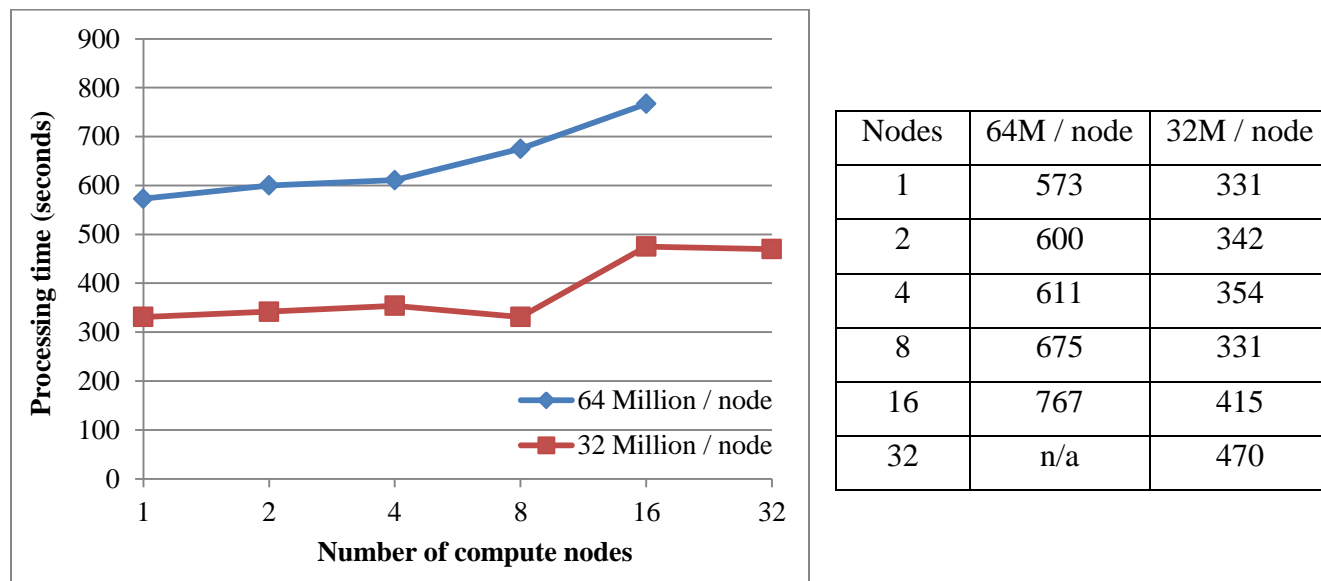 900
800
700
600
500
400
300
200
100
0
Processing time (seconds)
64 Million / node
32 Million / node
1 2 4 8 16 32
Number of compute nodes
Nodes 64M / node 32M / node
1 573 331
2 600 342
4 611 354
8 675 331
16 767 415
32 n/a 470